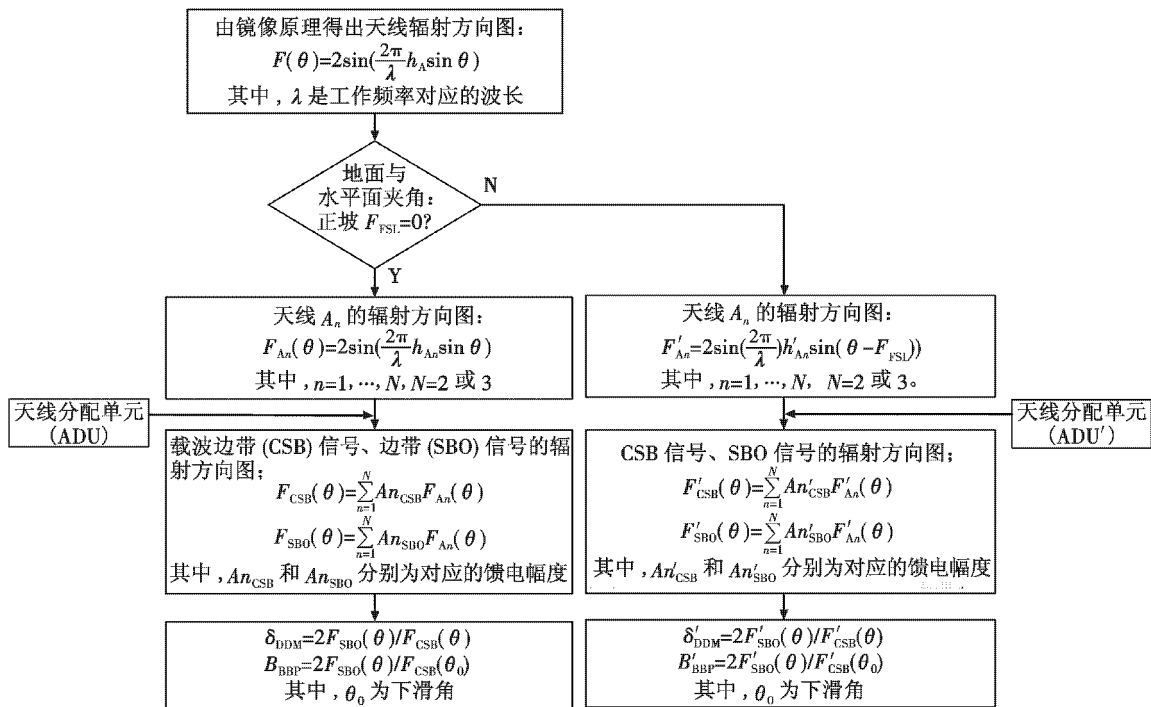 由镜像原理得出天线辐射方向图：
F(θ)=2sin(2π/λ h_A sin θ)
其中，λ 是工作频率对应的波长
地面与
水平面夹角：
正坡 F_FSL=0?
N
Y
天线 A_n 的辐射方向图：
F_An(θ)=2sin(2π/λ h_An sin θ)
其中，n=1, …, N, N=2 或 3
天线 A_n 的辐射方向图：
F′_An=2sin(2π/λ)h′_An sin(θ-F_FSL))
其中，n=1, …, N, N=2 或 3。
天线分配单元
(ADU)
天线分配单元
(ADU′)
载波边带 (CSB) 信号、边带 (SBO) 信号的辐
射方向图；
F_CSB(θ)=∑_{n=1}^{N} An_CSB F_An(θ)
F_SBO(θ)=∑_{n=1}^{N} An_SBO F_An(θ)
其中，An_CSB 和 An_SBO 分别为对应的馈电幅度
CSB 信号、SBO 信号的辐射方向图；
F′_CSB(θ)=∑_{n=1}^{N} An′_CSB F′_An(θ)
F′_SBO(θ)=∑_{n=1}^{N} An′_SBO F′_An(θ)
其中，An′_CSB 和 An′_SBO 分别为对应的馈电幅度
δ_DDM=2F_SBO(θ)/F_CSB(θ)
B_BBP=2F_SBO(θ)/F_CSB(θ_0)
其中，θ_0 为下滑角
δ′_DDM=2F′_SBO(θ)/F′_CSB(θ)
B′_BBP=2F′_SBO(θ)/F′_CSB(θ_0)
其中，θ_0 为下滑角